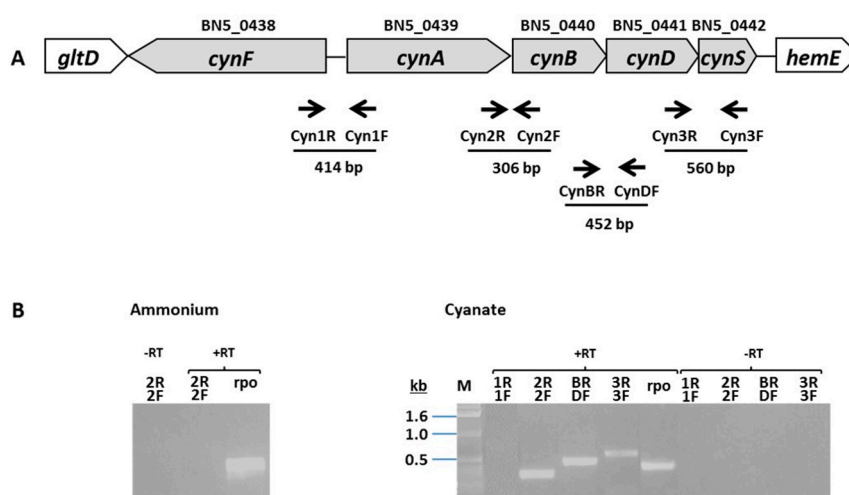 BN5_0438 BN5_0439 BN5_0440 BN5_0441 BN5_0442
A gltD cynF cynA cynB cynD cynS hemE
Cyn1R Cyn1F Cyn2R Cyn2F Cyn3R Cyn3F
414 bp 306 bp 560 bp
CynBR CynDF
452 bp
B Ammonium Cyanate
-RT +RT +RT -RT
2R 2R rpo kb M 1R 2R BR 3R rpo 1R 2R BR 3R
2F 2F 1F 2F DF 3F 1F 2F DF 3F
1.6
1.0
0.5